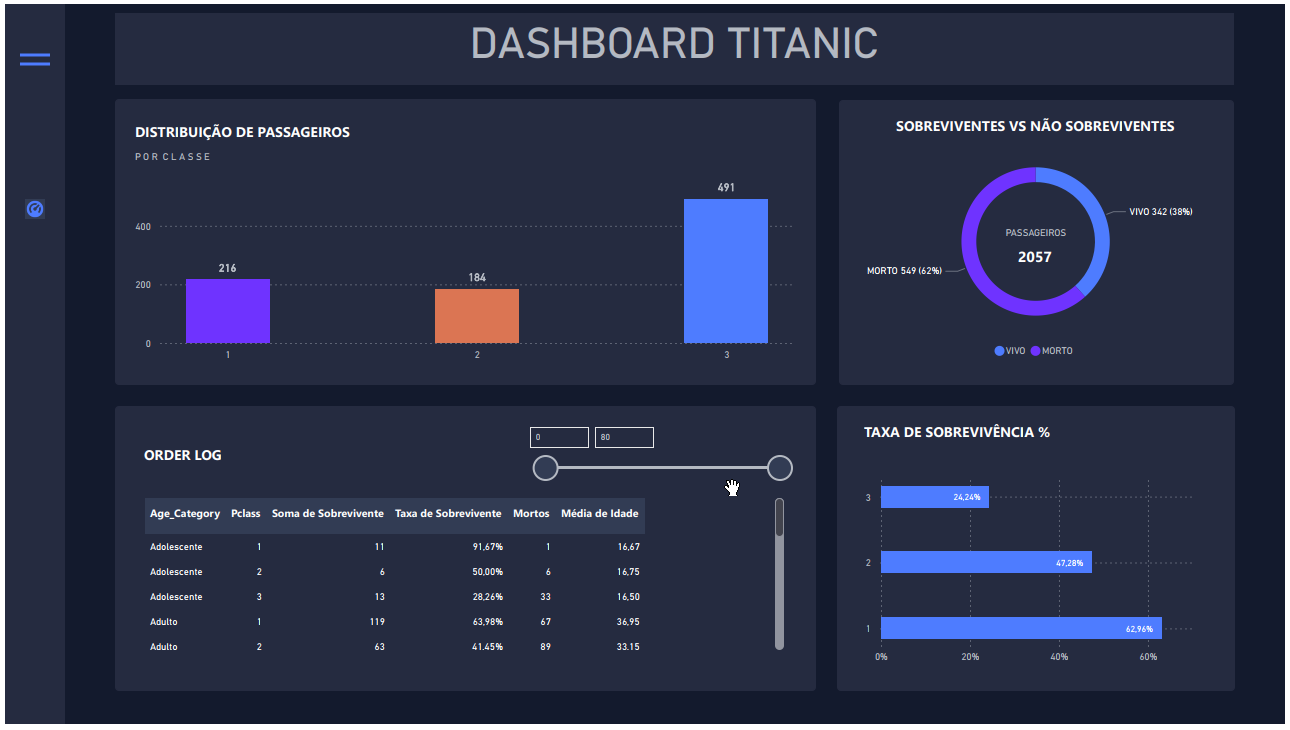 DASHBOARD TITANIC
DISTRIBUIÇÃO DE PASSAGEIROS
POR CLASSE
491
400
216
184
200
0
1 2 3
SOBREVIVENTES VS NÃO SOBREVIVENTES
VIVO 342 (38%)
PASSAGEIROS
2057
MORTO 549 (62%)
VIVO MORTO
ORDER LOG
0 80
Age_Category Pclass Soma de Sobrevivente Taxa de Sobrevivente Mortos Média de Idade
Adolescente 1 11 91,67% 1 16,67
Adolescente 2 6 50,00% 6 16,75
Adolescente 3 13 28,26% 33 16,50
Adulto 1 119 63,98% 67 36,95
Adulto 2 63 41,45% 89 33,15
TAXA DE SOBREVIVÊNCIA %
3 24,24%
2 47,28%
1 62,96%
0% 20% 40% 60%